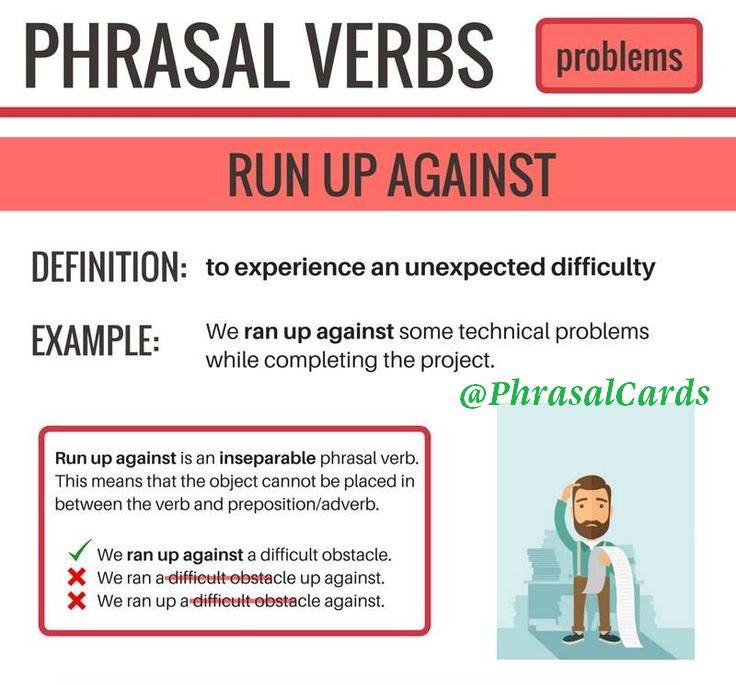 PHRASAL VERBS
problems
RUN UP AGAINST
DEFINITION: to experience an unexpected difficulty
EXAMPLE: We ran up against some technical problems
while completing the project.
@PhrasalCards
Run up against is an inseparable phrasal verb.
This means that the object cannot be placed in
between the verb and preposition/adverb.
We ran up against a difficult obstacle.
We ran a difficult obstacle up against.
We ran up a difficult obstacle against.